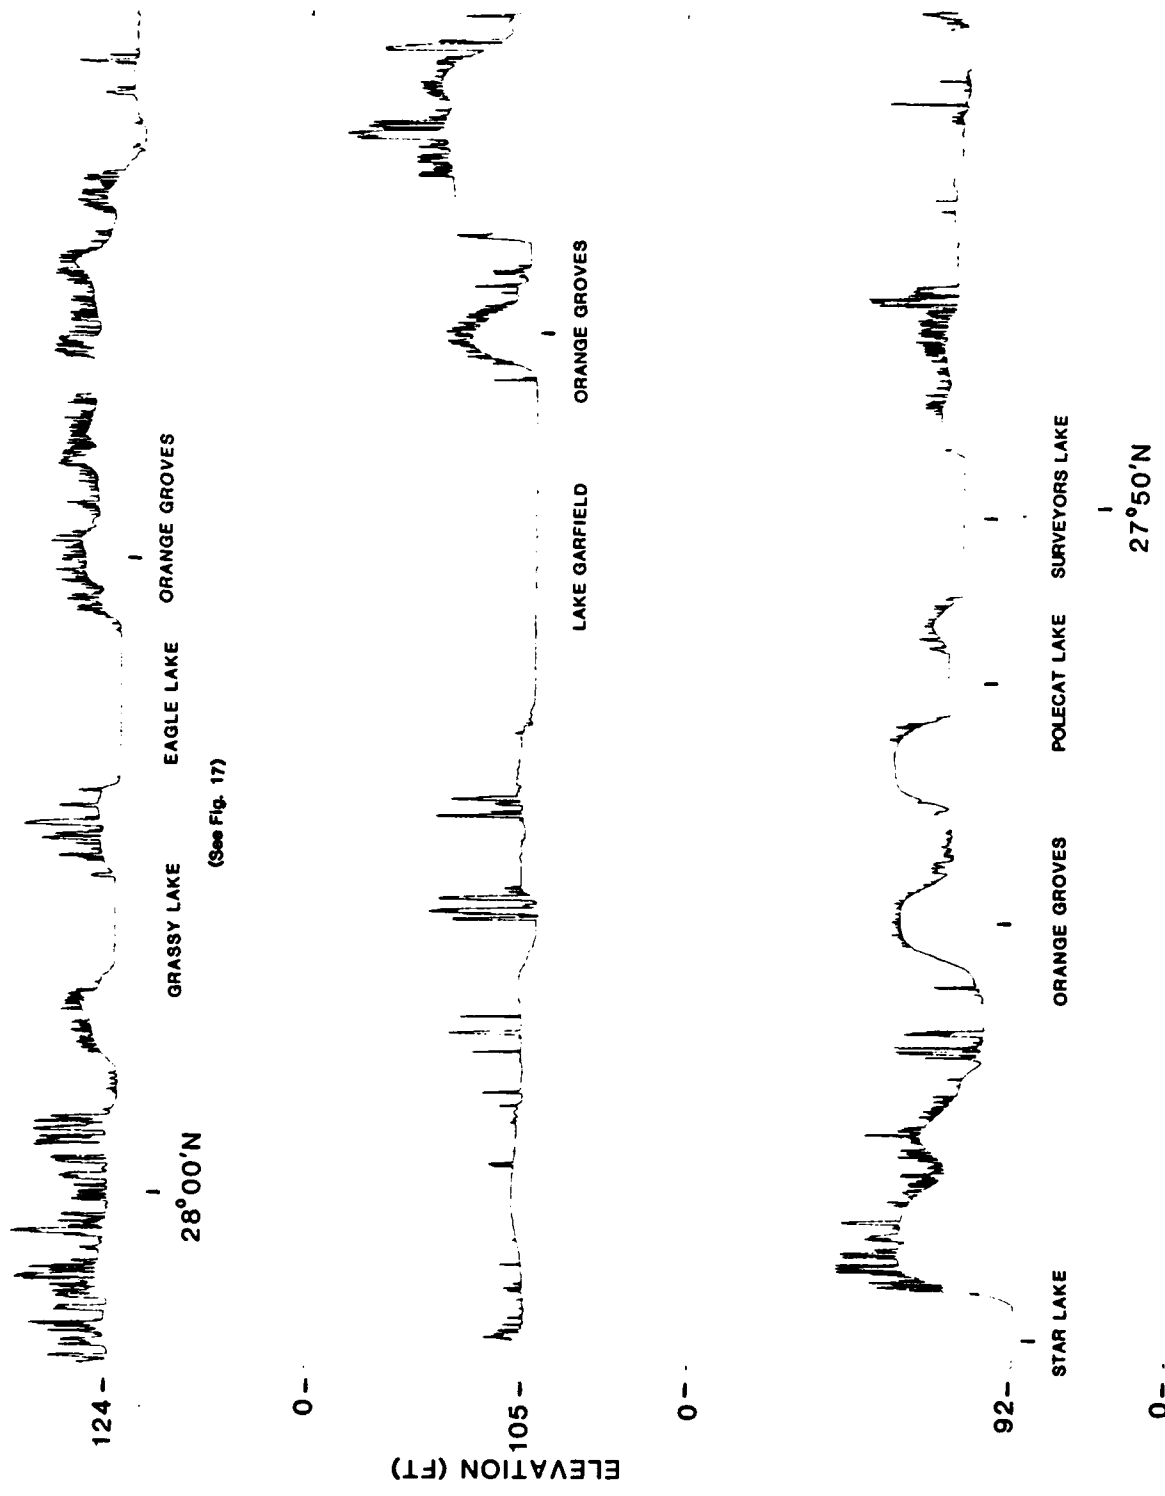 ELEVATION (FT)
124-
28°00'N
GRASSY LAKE
EAGLE LAKE
ORANGE GROVES
(See Fig. 17)
0-
105-
LAKE GARFIELD
ORANGE GROVES
0-
92-
STAR LAKE
ORANGE GROVES
POLECAT LAKE
SURVEYORS LAKE
27°50'N
0-